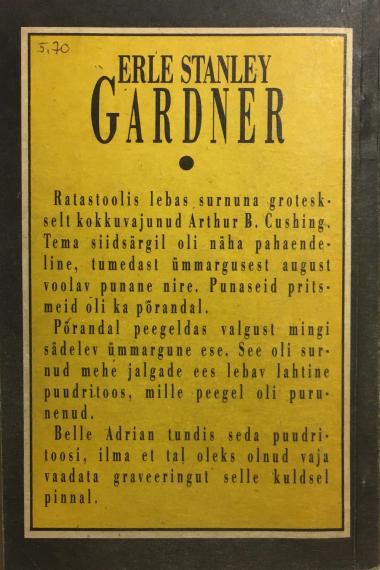 5,70
ERLE STANLEY
GARDNER
Ratastoolis lebas surnuna grotesk-
selt kokkuvajunud Arthur B. Cushing.
Tema siidsärgil oli näha pahaende-
line, tumedast ümmargusest august
voolav punane nire. Punaseid prits-
meid oli ka põrandal.
Põrandal peegeldas valgust mingi
sädelev ümmargune ese. See oli sur-
nud mehe jalgade ees lebav lahtine
puudritoos, mille peegel oli puru-
nenud.
Belle Adrian tundis seda puudri-
toosi, ilma et tal oleks olnud vaja
vaadata graveeringut selle kuldsel
pinnal.